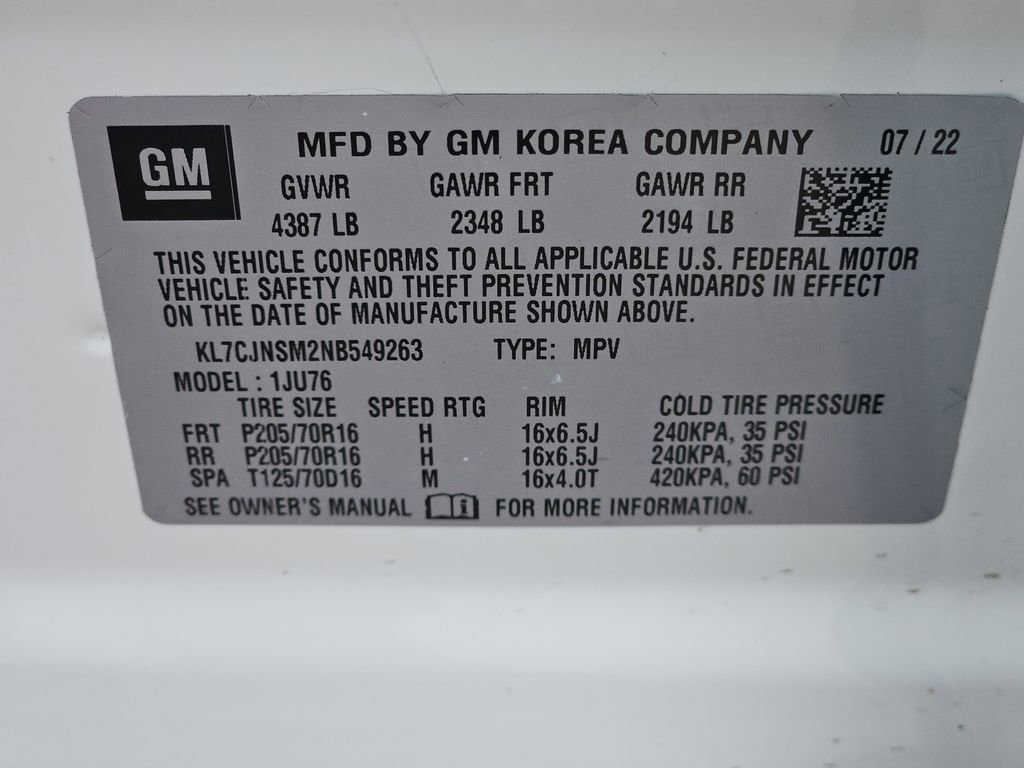 GM MFD BY GM KOREA COMPANY 07 / 22
GVWR GAWR FRT GAWR RR
4387 LB 2348 LB 2194 LB
THIS VEHICLE CONFORMS TO ALL APPLICABLE U.S. FEDERAL MOTOR
VEHICLE SAFETY AND THEFT PREVENTION STANDARDS IN EFFECT
ON THE DATE OF MANUFACTURE SHOWN ABOVE.
KL7CJNSM2NB549263 TYPE: MPV
MODEL : 1JU76
TIRE SIZE SPEED RTG RIM COLD TIRE PRESSURE
FRT P205/70R16 H 16x6.5J 240KPA, 35 PSI
RR P205/70R16 H 16x6.5J 240KPA, 35 PSI
SPA T125/70D16 M 16x4.0T 420KPA, 60 PSI
SEE OWNER'S MANUAL i FOR MORE INFORMATION.